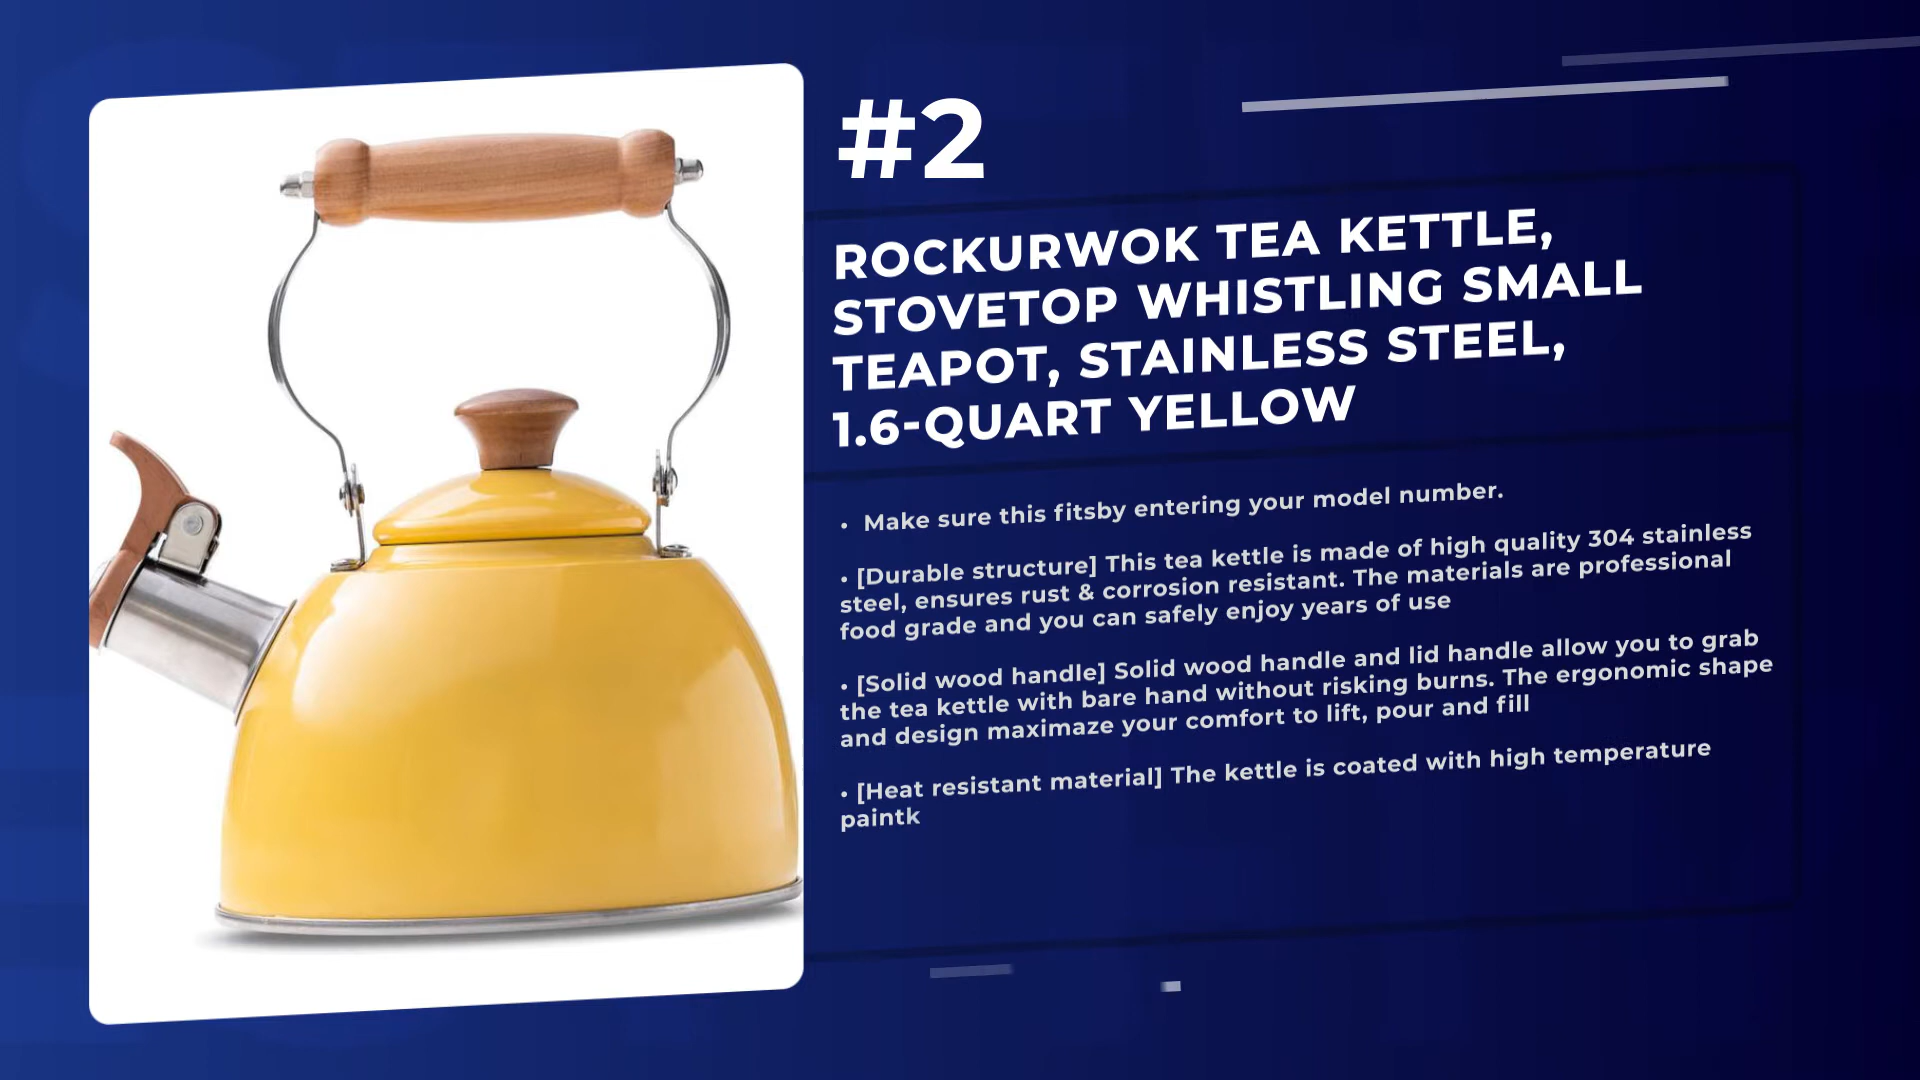 #2
ROCKURWOK TEA KETTLE,
STOVETOP WHISTLING SMALL
TEAPOT, STAINLESS STEEL,
1.6-QUART YELLOW
• Make sure this fitsby entering your model number.
• [Durable structure] This tea kettle is made of high quality 304 stainless
steel, ensures rust & corrosion resistant. The materials are professional
food grade and you can safely enjoy years of use
• [Solid wood handle] Solid wood handle and lid handle allow you to grab
the tea kettle with bare hand without risking burns. The ergonomic shape
and design maximaze your comfort to lift, pour and fill
• [Heat resistant material] The kettle is coated with high temperature
paintk